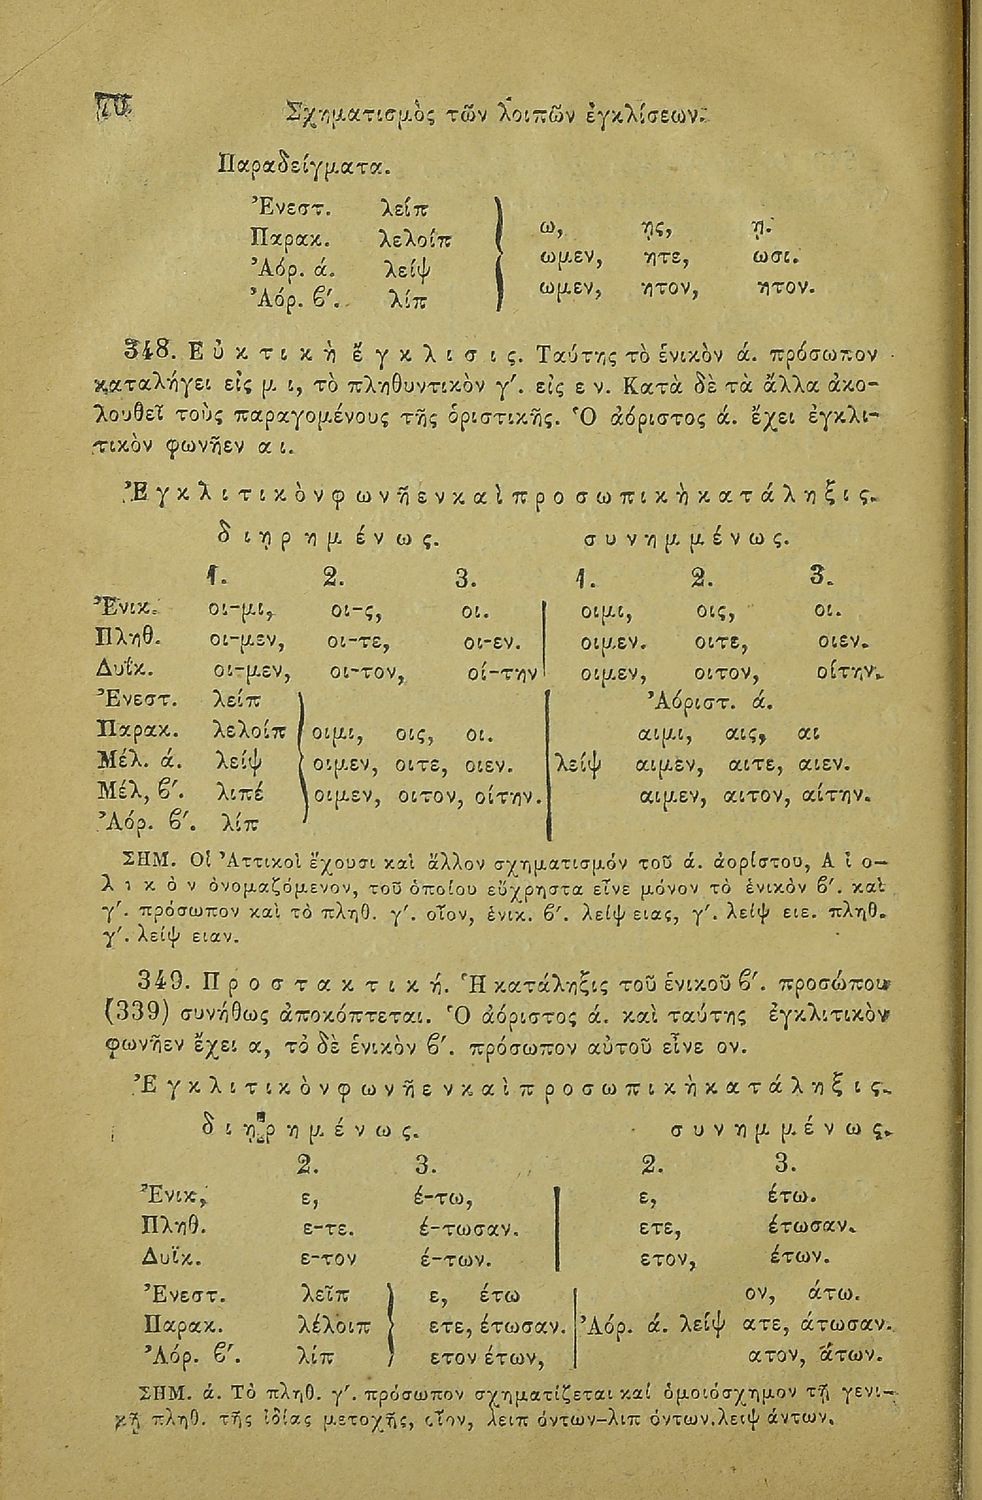 70 Σχηματισμὸς τῶν λοιπῶν ἐγκλίσεων.
Παραδείγματα.
Ἐνεστ. λείπ ω, ῃς, ῃ.
Παρακ. λελοίπ ωμεν, ητε, ωσι.
Ἀόρ. ά. λείψ ωμεν, ητον, ητον.
Ἀόρ. ϐ΄. λίπ
348. Εὐκτικὴ ἔγκλισις. Ταύτης τὸ ἑνικὸν ά. πρόσωπον
καταλήγει εἰς μι, τὸ πληθυντικὸν γ΄. εἰς εν. Κατὰ δὲ τὰ ἄλλα ἀκο-
λουθεῖ τοὺς παραγομένους τῆς ὁριστικῆς. Ὁ ἀόριστος ά. ἔχει ἐγκλι-
τικὸν φωνῆεν αι.
Ἐγκλιτικὸν φωνῆεν καὶ προσωπικὴ κατάληξις.
διῃρημένως. συνημμένως.
1. 2. 3. 1. 2. 3.
Ἑνικ. οι-μι, οι-ς, οι. οιμι, οις, οι.
Πληθ. οι-μεν, οι-τε, οι-εν. οιμεν. οιτε, οιεν.
Δυΐκ. οι-μεν, οι-τον, οί-την οιμεν, οιτον, οίτην.
Ἐνεστ. λείπ Ἀόριστ. ά.
Παρακ. λελοίπ οιμι, οις, οι. αιμι, αις, αι
Μέλ. ά. λείψ οιμεν, οιτε, οιεν. λείψ αιμεν, αιτε, αιεν.
Μέλ, ϐ΄. λιπέ οιμεν, οιτον, οίτην. αιμεν, αιτον, αίτην.
Ἀόρ. ϐ΄. λίπ
ΣΗΜ. Οἱ Ἀττικοὶ ἔχουσι καὶ ἄλλον σχηματισμόν τοῦ ά. ἀορίστου, Αἰο-
λικὸν ὀνομαζόμενον, τοῦ ὁποίου εὔχρηστα εἶνε μόνον τὸ ἑνικὸν ϐ΄. καὶ
γ΄. πρόσωπον καὶ τὸ πληθ. γ΄. οἷον, ἑνικ. ϐ΄. λείψ ειας, γ΄. λείψ ειε. πληθ.
γ΄. λείψ ειαν.
349. Προστακτική. Ἡ κατάληξις τοῦ ἑνικοῦ ϐ΄. προσώπου
(339) συνήθως ἀποκόπτεται. Ὁ ἀόριστος ά. καὶ ταύτης ἐγκλιτικὸν
φωνῆεν ἔχει α, τὸ δὲ ἑνικὸν ϐ΄. πρόσωπον αὐτοῦ εἶνε ον.
Ἐγκλιτικὸν φωνῆεν καὶ προσωπικὴ κατάληξις.
διῃρημένως. συνημμένως.
2. 3. 2. 3.
Ἑνικ, ε, έ-τω, ε, έτω.
Πληθ. ε-τε. έ-τωσαν. ετε, έτωσαν.
Δυΐκ. ε-τον έ-των. ετον, έτων.
Ἐνεστ. λεῖπ ε, έτω ον, άτω.
Παρακ. λέλοιπ ετε, έτωσαν. Ἀόρ. ά. λείψ ατε, άτωσαν.
Ἀόρ. ϐ΄. λίπ ετον έτων, ατον, άτων.
ΣΗΜ. ά. Τὸ πληθ. γ΄. πρόσωπον σχηματίζεται καί ὁμοιόσχημον τῇ γενι-
κῇ πληθ. τῆς ἰδίας μετοχῆς, οἷον, λειπ όντων-λιπ όντων.λειψ άντων.